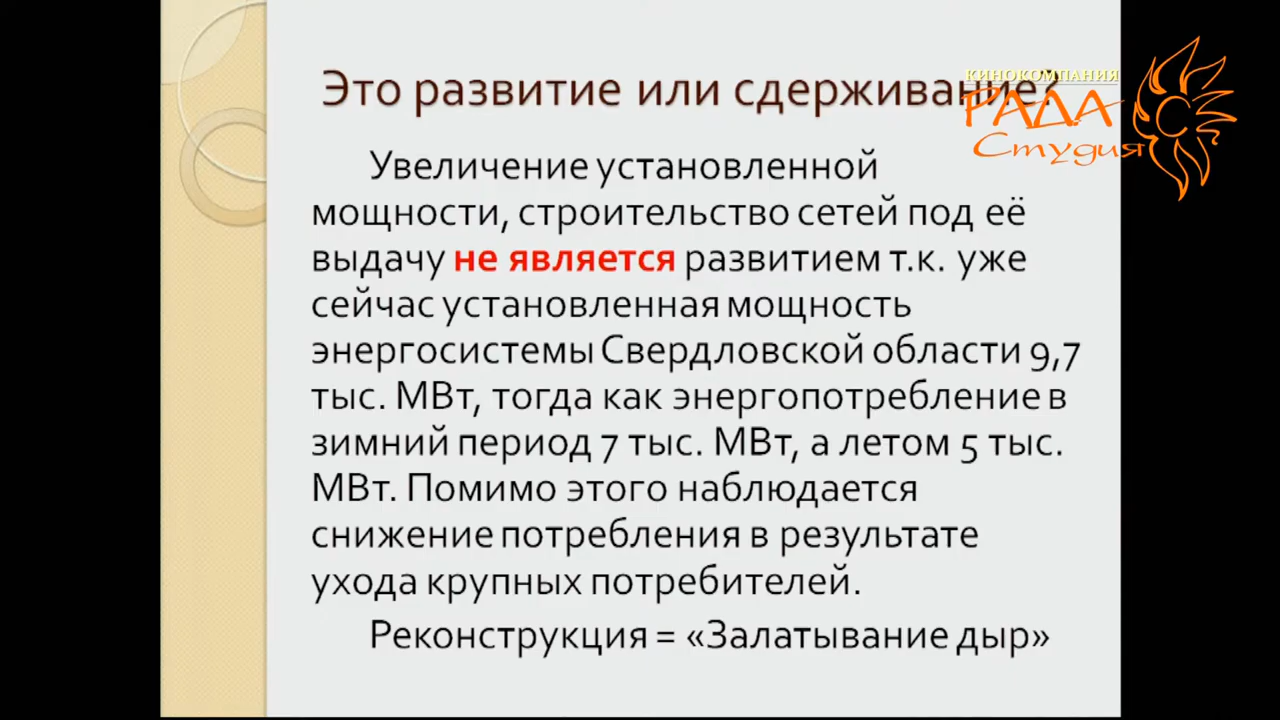 Это развитие или сдерживание?
КИНОКОМПАНИЯ
РАДА
Студия
Увеличение установленной
мощности, строительство сетей под её
выдачу не является развитием т.к. уже
сейчас установленная мощность
энергосистемы Свердловской области 9,7
тыс. МВт, тогда как энергопотребление в
зимний период 7 тыс. МВт, а летом 5 тыс.
МВт. Помимо этого наблюдается
снижение потребления в результате
ухода крупных потребителей.
Реконструкция = «Залатывание дыр»